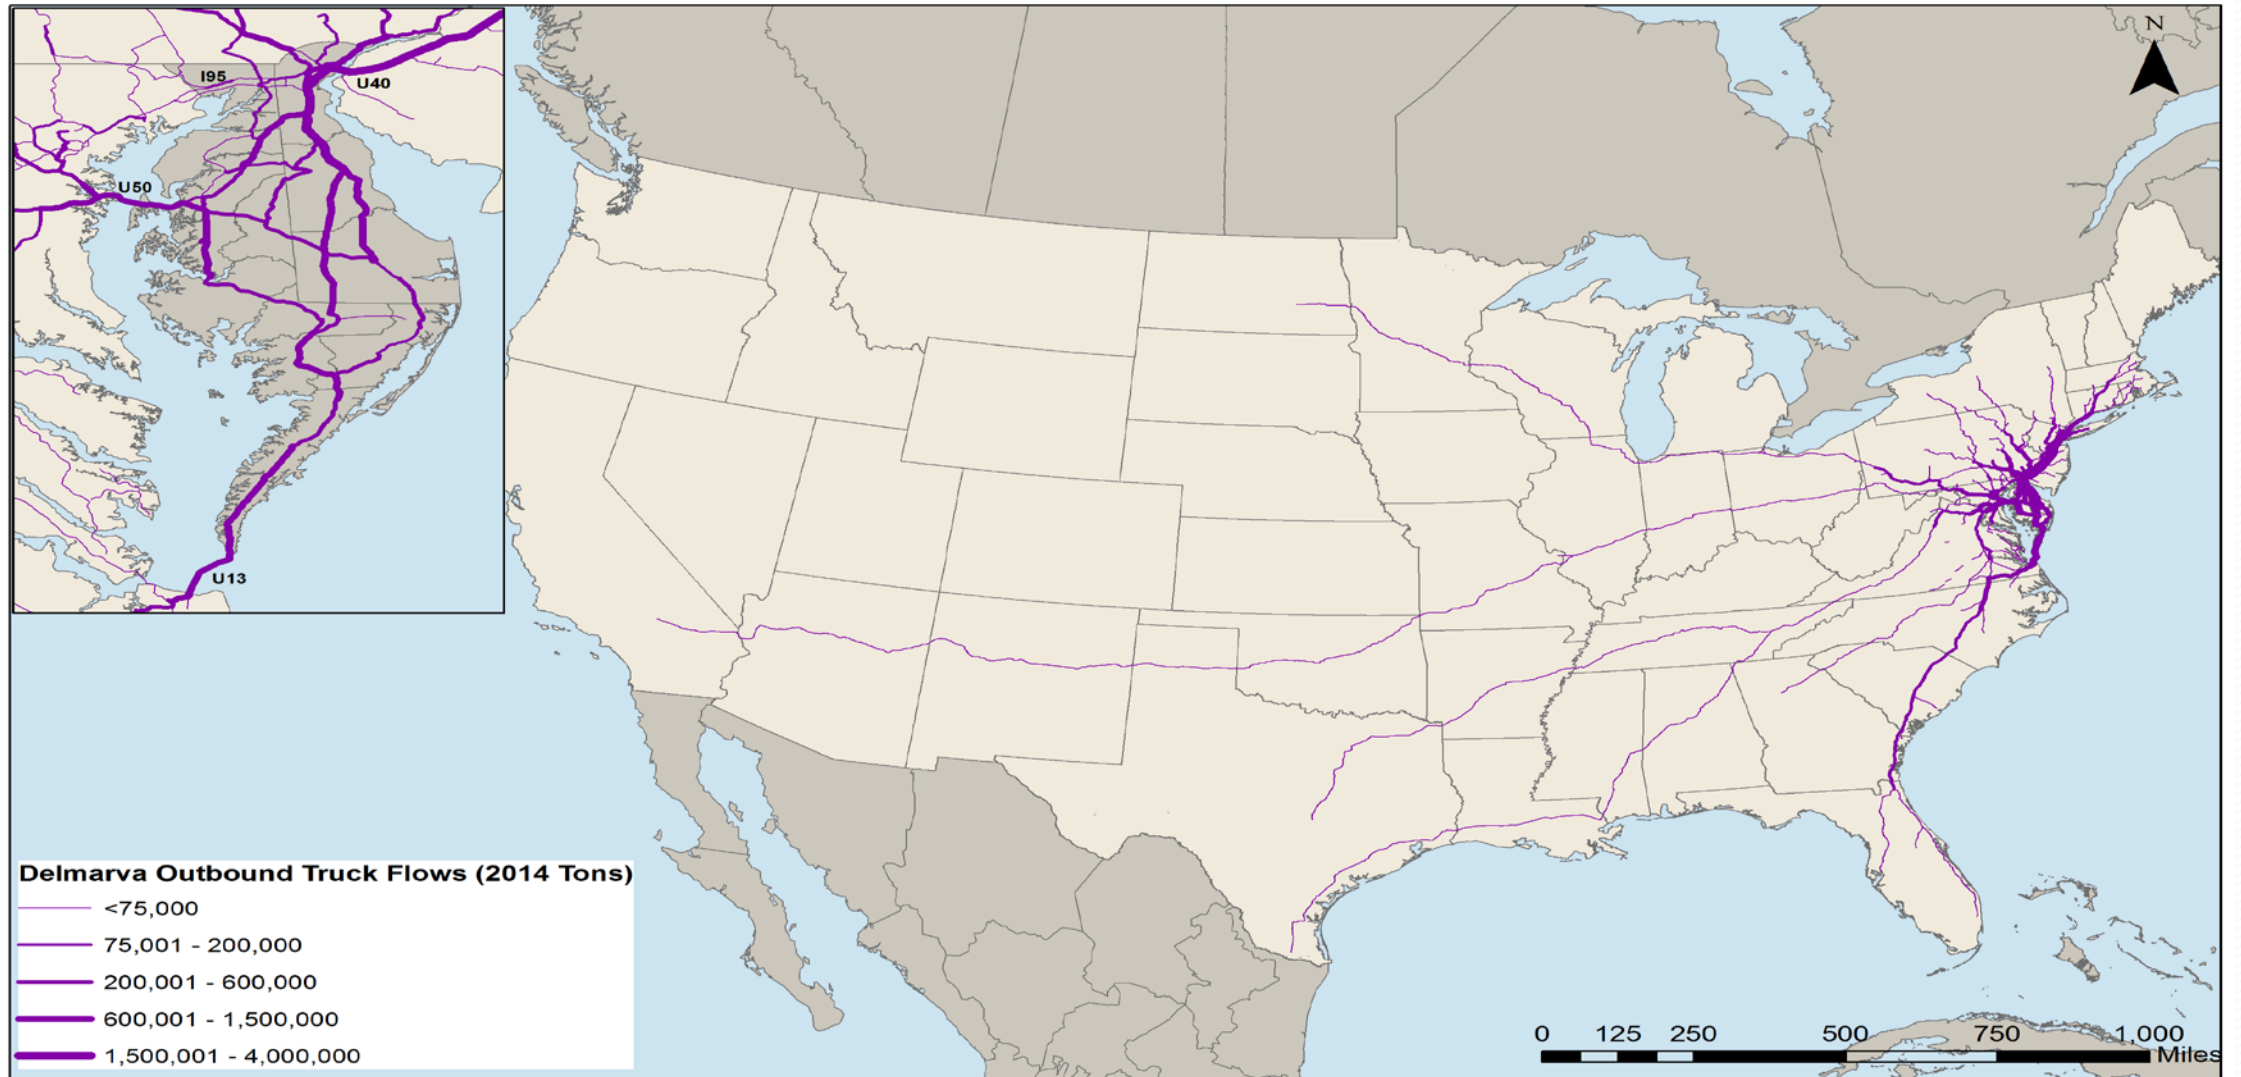 I95
U40
U50
U13
N
Delmarva Outbound Truck Flows (2014 Tons)
<75,000
75,001 - 200,000
200,001 - 600,000
600,001 - 1,500,000
1,500,001 - 4,000,000
0 125 250 500 750 1,000
Miles